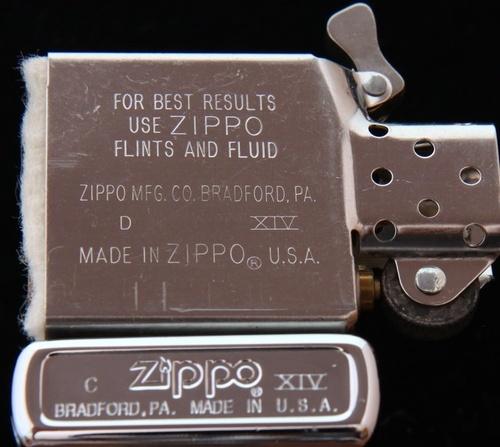 FOR BEST RESULTS
USE ZIPPO
FLINTS AND FLUID
ZIPPO MFG. CO. BRADFORD, PA.
D XIV
MADE IN ZIPPO® U.S.A.
C Zippo® XIV
BRADFORD, PA. MADE IN U.S.A.